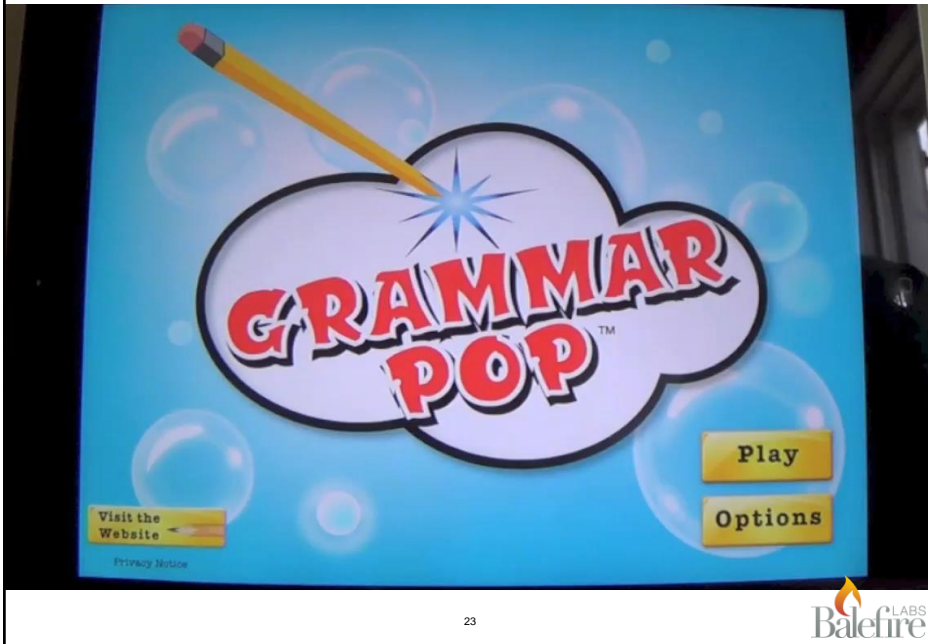 GRAMMAR
POP™
Play
Options
Visit the
Website
Privacy Notice
23
Balefire LABS